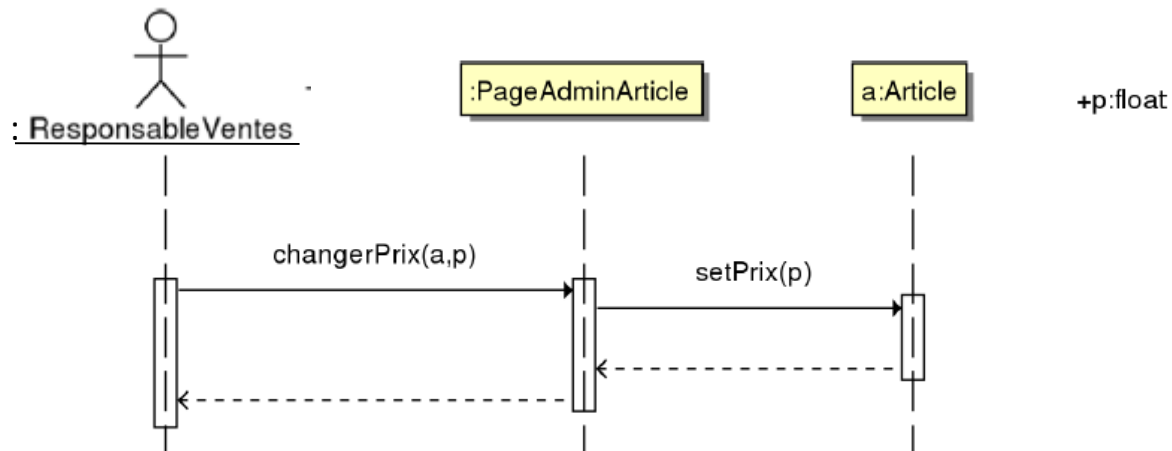 :PageAdminArticle
a:Article
+p:float
: ResponsableVentes
changerPrix(a,p)
setPrix(p)